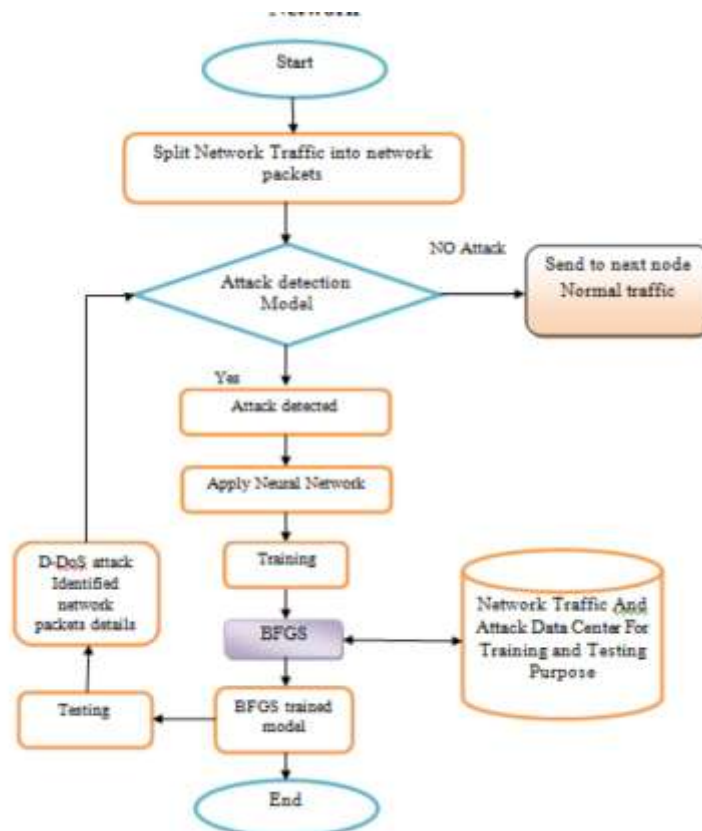 Network
Start
Split Network Traffic into network
packets
NO Attack
Send to next node
Normal traffic
Attack detection
Model
Yes
Attack detected
Apply Neural Network
D-DoS attack
Identified
network
packets details
Training
Network Traffic And
Attack Data Center For
Training and Testing
Purpose
BFGS
Testing
BFGS trained
model
End